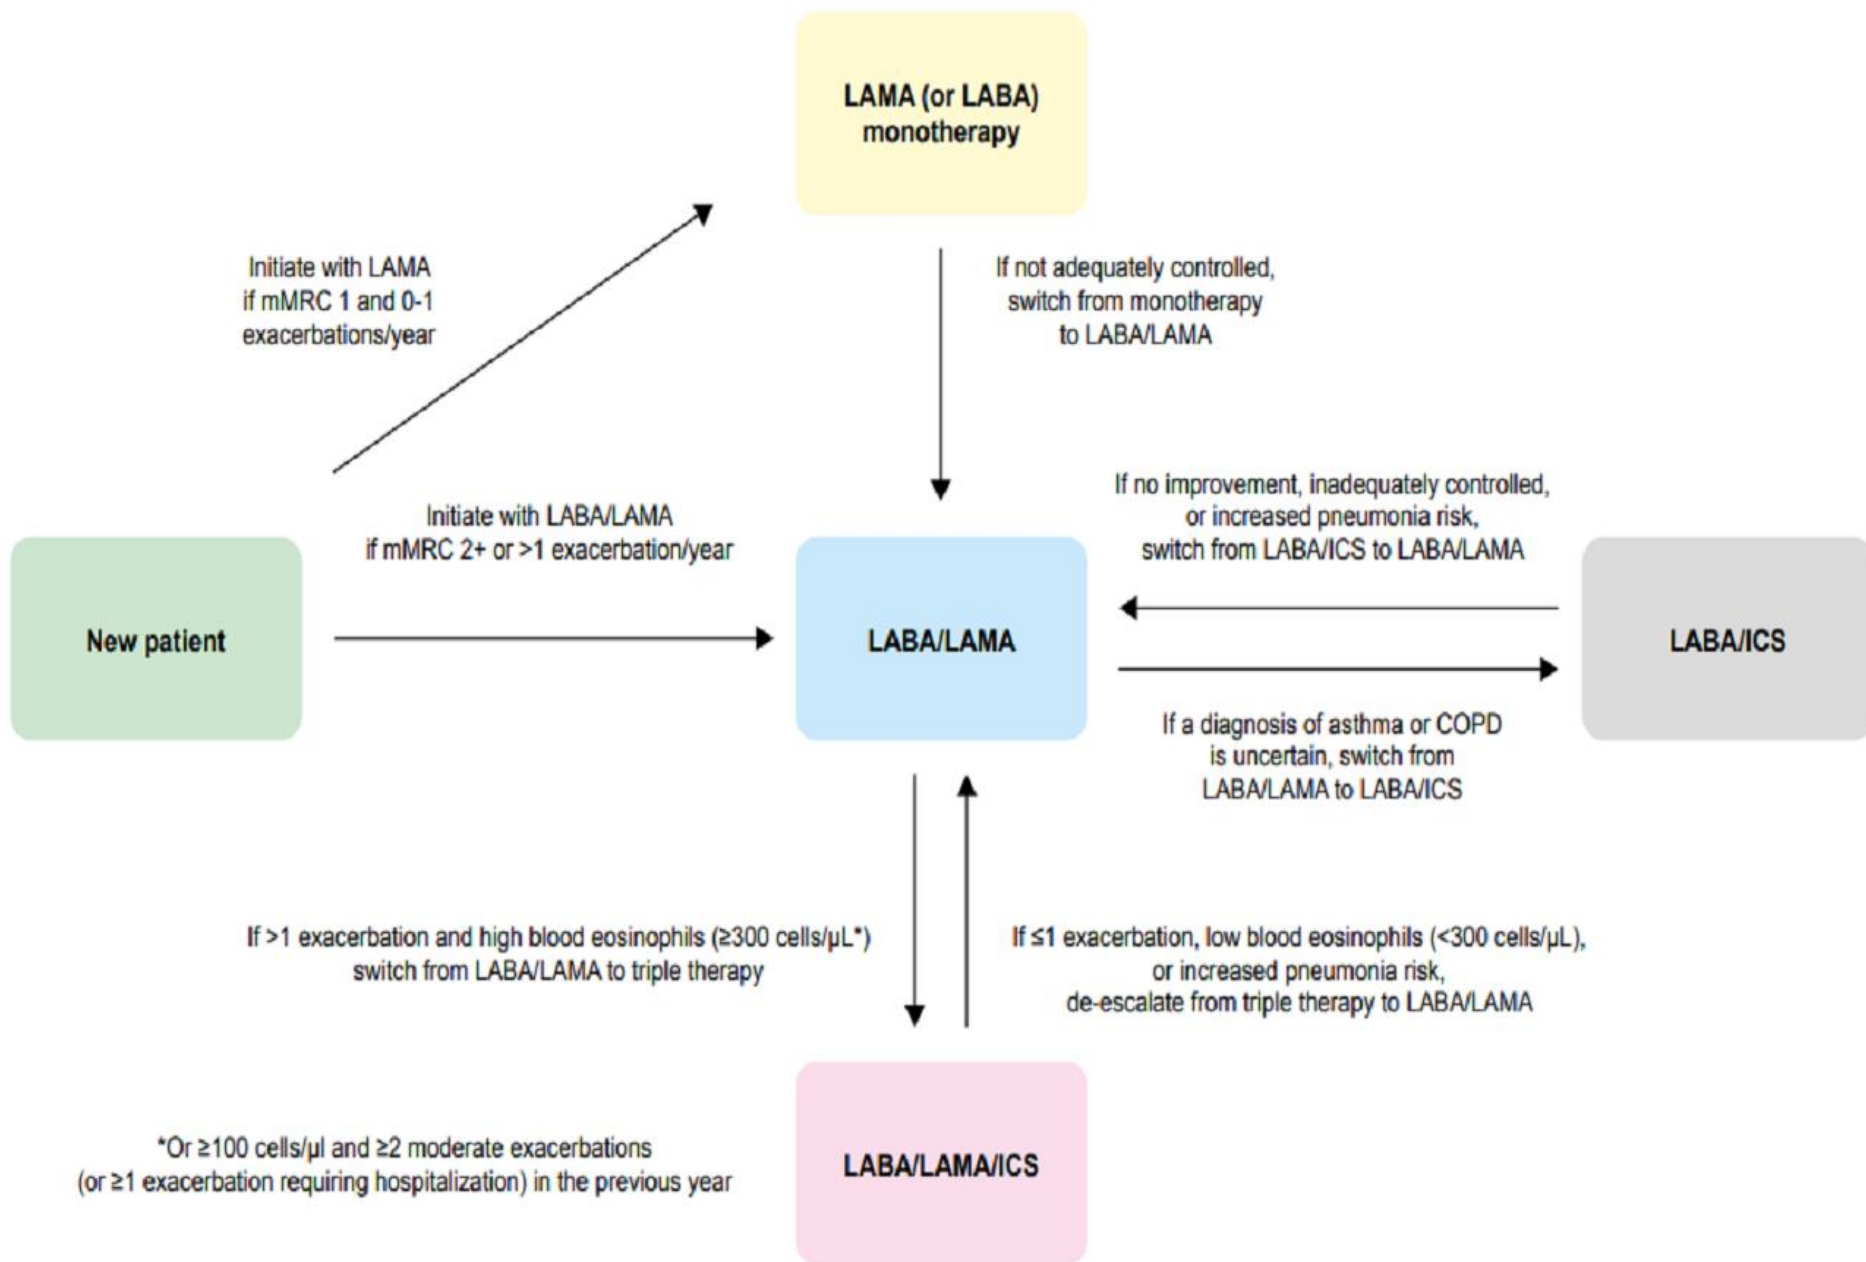 LAMA (or LABA)
monotherapy
Initiate with LAMA
if mMRC 1 and 0-1
exacerbations/year
If not adequately controlled,
switch from monotherapy
to LABA/LAMA
Initiate with LABA/LAMA
if mMRC 2+ or >1 exacerbation/year
If no improvement, inadequately controlled,
or increased pneumonia risk,
switch from LABA/ICS to LABA/LAMA
New patient
LABA/LAMA
LABA/ICS
If a diagnosis of asthma or COPD
is uncertain, switch from
LABA/LAMA to LABA/ICS
If >1 exacerbation and high blood eosinophils (≥300 cells/µL*)
switch from LABA/LAMA to triple therapy
If ≤1 exacerbation, low blood eosinophils (<300 cells/µL),
or increased pneumonia risk,
de-escalate from triple therapy to LABA/LAMA
*Or ≥100 cells/µl and ≥2 moderate exacerbations
(or ≥1 exacerbation requiring hospitalization) in the previous year
LABA/LAMA/ICS